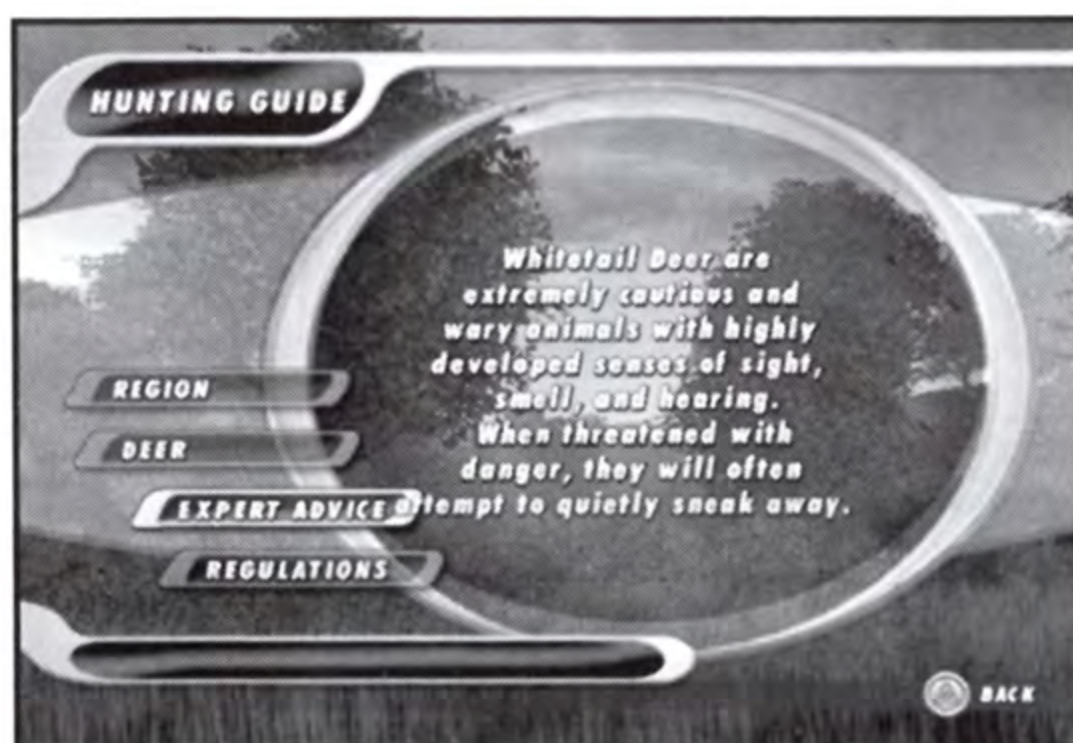 HUNTING GUIDE
Whitetail Deer are
extremely cautious and
wary animals with highly
developed senses of sight,
smell, and hearing.
When threatened with
danger, they will often
attempt to quietly sneak away.
REGION
DEER
EXPERT ADVICE
REGULATIONS
BACK